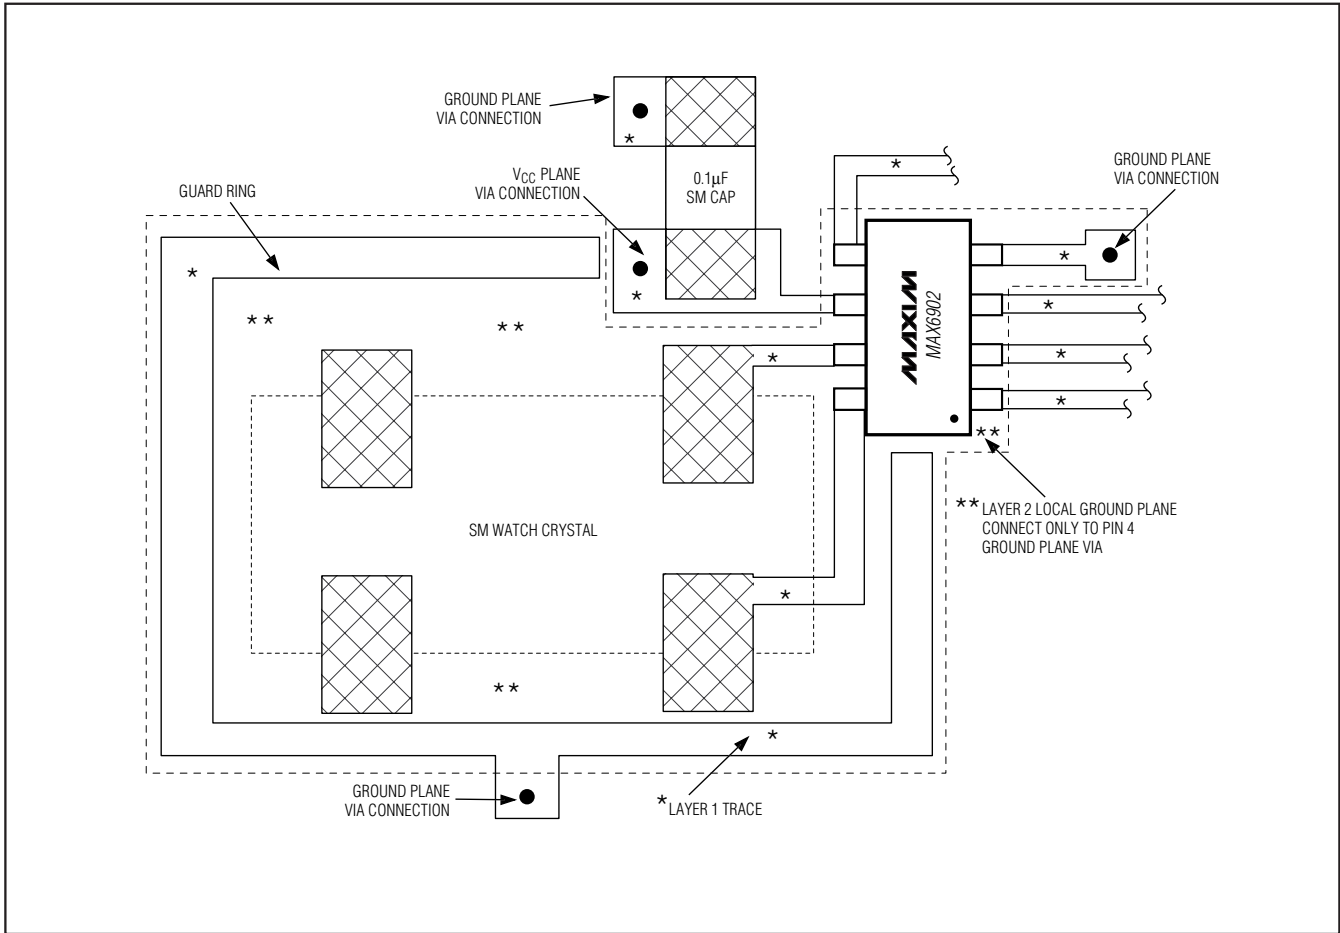 GROUND PLANE
VIA CONNECTION
*
VCC PLANE
VIA CONNECTION
0.1µF
SM CAP
*
GROUND PLANE
VIA CONNECTION
GUARD RING
*
*
*
**
**
*
MAXIM
MAX6902
*
*
*
*
**
SM WATCH CRYSTAL
** LAYER 2 LOCAL GROUND PLANE
CONNECT ONLY TO PIN 4
GROUND PLANE VIA
*
**
*
GROUND PLANE
VIA CONNECTION
* LAYER 1 TRACE